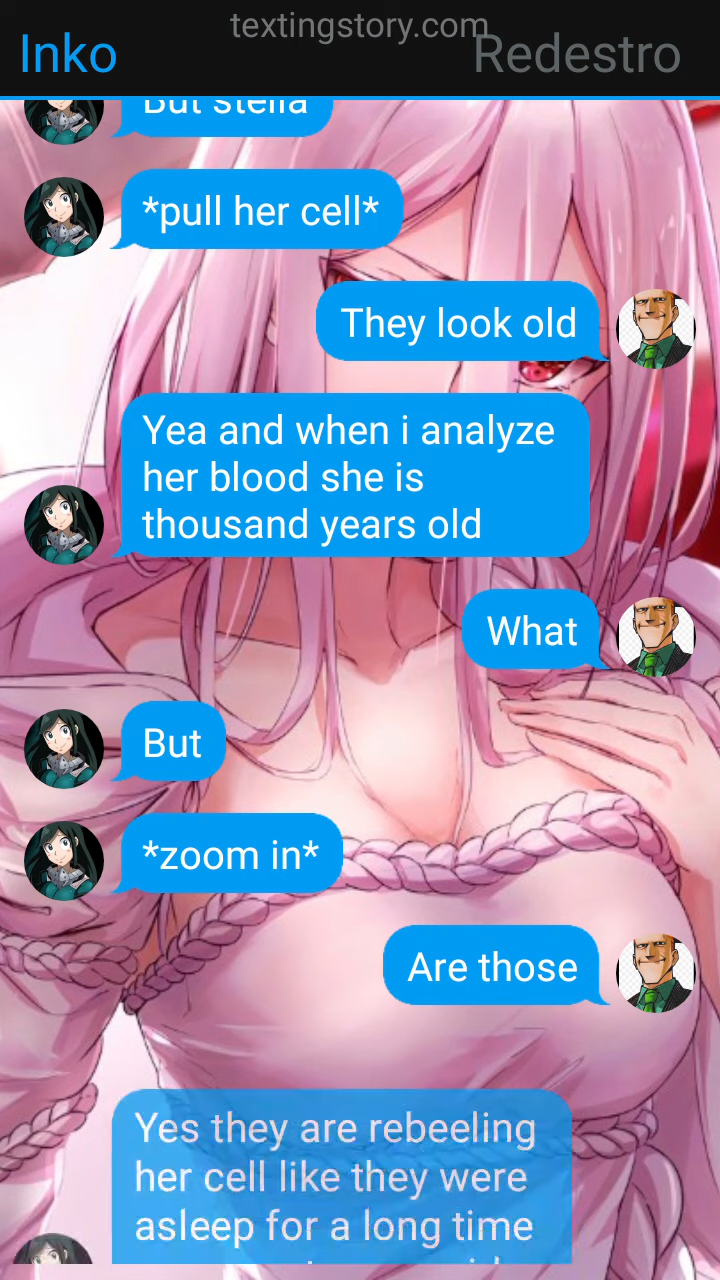 textingstory.com
Inko
Redestro
But stella
*pull her cell*
They look old
Yea and when i analyze
her blood she is
thousand years old
What
But
*zoom in*
Are those
Yes they are rebeeling
her cell like they were
asleep for a long time